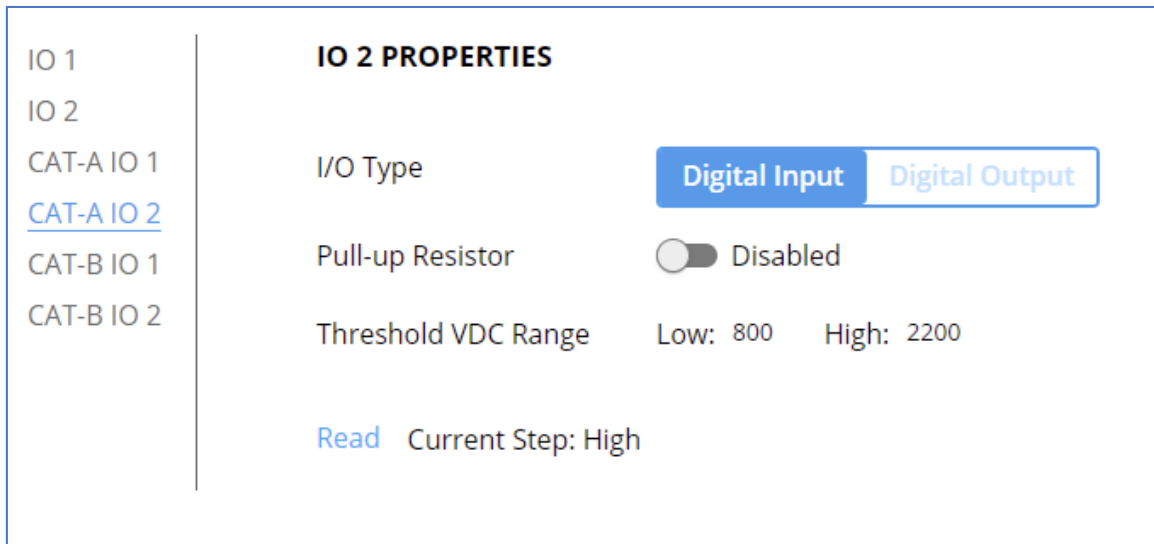 IO 1
IO 2
CAT-A IO 1
CAT-A IO 2
CAT-B IO 1
CAT-B IO 2
IO 2 PROPERTIES
I/O Type Digital Input Digital Output
Pull-up Resistor Disabled
Threshold VDC Range Low: 800 High: 2200
Read Current Step: High